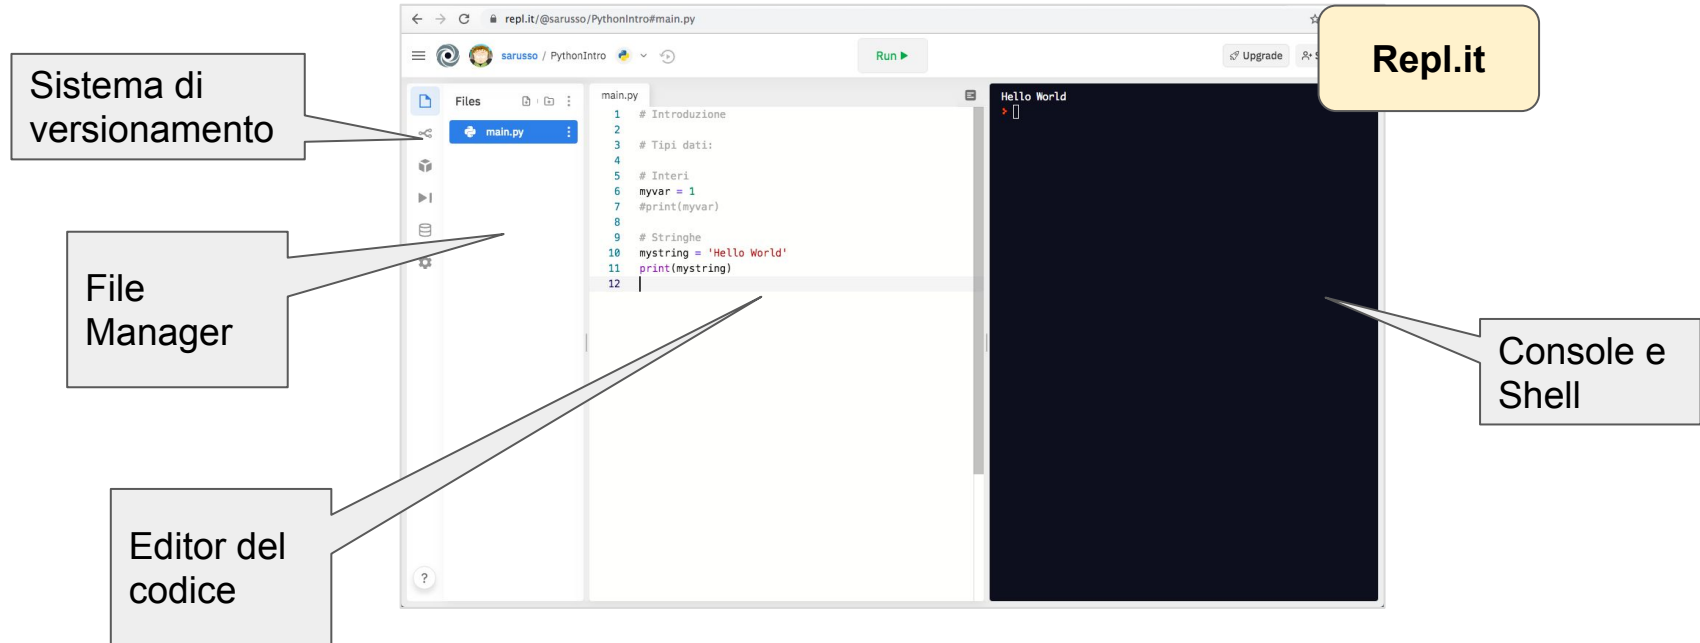 repl.it/@sarusso/PythonIntro#main.py
Repl.it
sarusso / PythonIntro
Run
Upgrade
Sistema di
versionamento
Files
main.py
main.py
1 # Introduzione
2
3 # Tipi dati:
4
5 # Interi
6 myvar = 1
7 #print(myvar)
8
9 # Stringhe
10 mystring = 'Hello World'
11 print(mystring)
12
Hello World
>
File
Manager
Console e
Shell
Editor del
codice
?